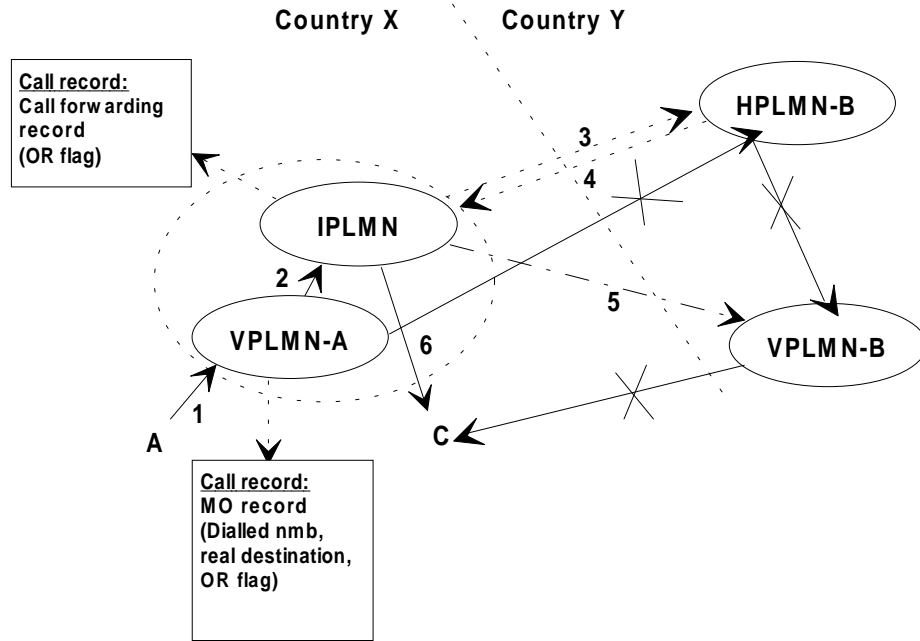 Country X
Country Y
Call record:
Call forwarding
record
(OR flag)
HPLMN-B
3
4
IPLMN
2
5
VPLMN-A
6
VPLMN-B
1
A
C
Call record:
MO record
(Dialled nmb,
real destination,
OR flag)